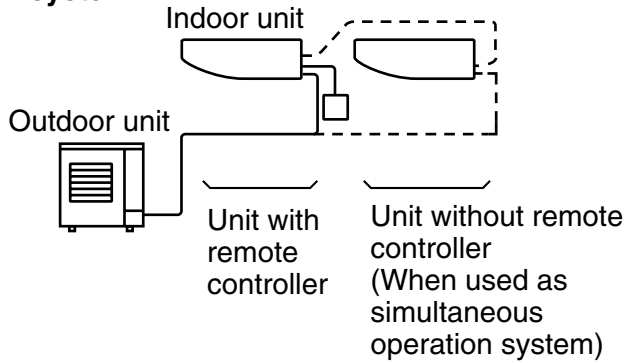 Indoor unit
Outdoor unit
Unit with
remote
controller
Unit without remote
controller
(When used as
simultaneous
operation system)